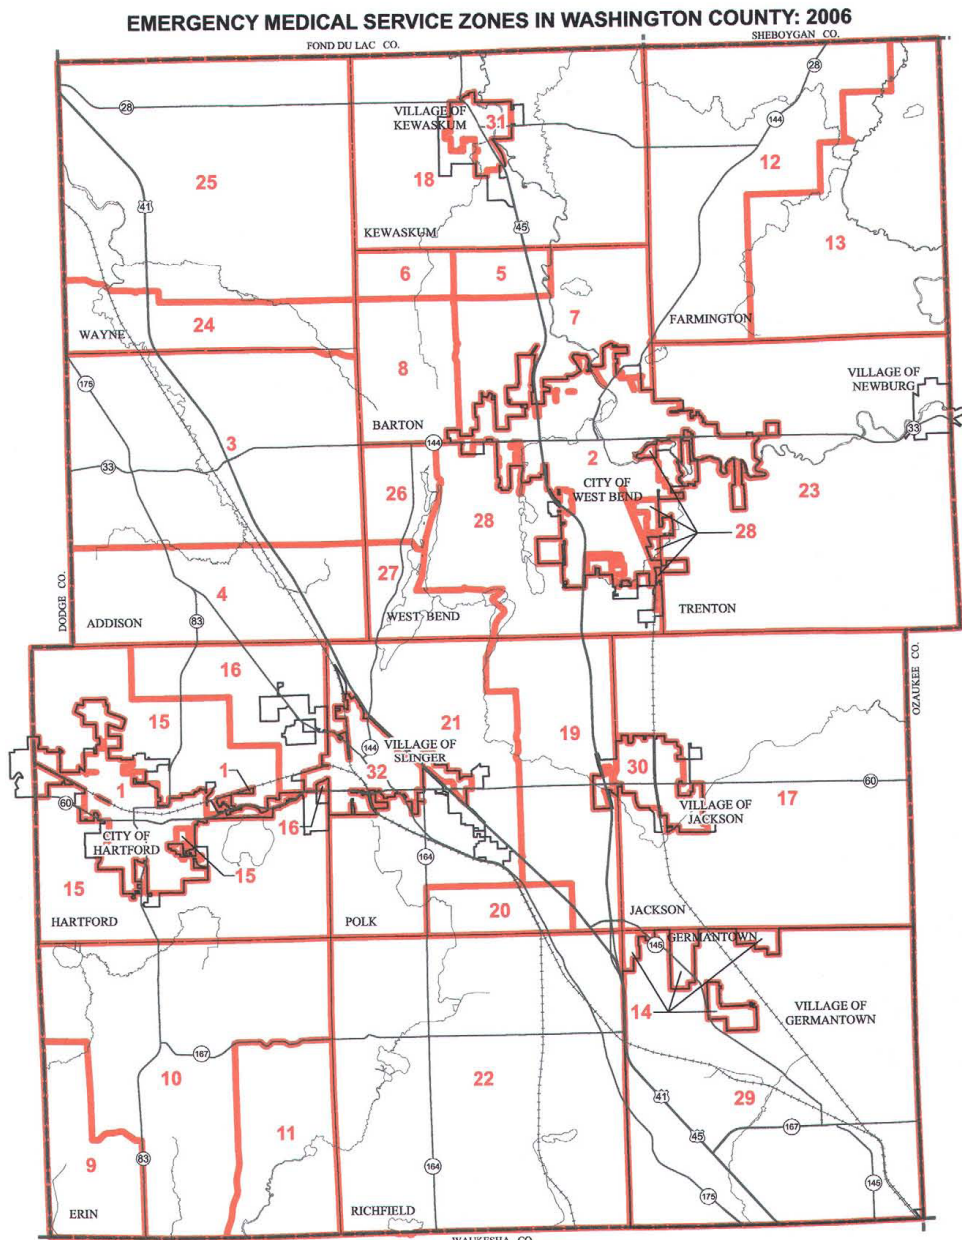 EMERGENCY MEDICAL SERVICE ZONES IN WASHINGTON COUNTY: 2006
FOND DU LAC CO.
SHEBOYGAN CO.
28
28
VILLAGE OF
KEWASKUM
31
144
12
25
18
41
45
KEWASKUM
13
6
5
7
24
WAYNE
FARMINGTON
175
8
VILLAGE OF
NEWBURG
BARTON
3
144
33
33
2
26
CITY OF
WEST BEND
23
28
28
27
4
DODGE CO.
ADDISON
83
WEST BEND
TRENTON
16
OZAUKEE CO.
15
21
19
144
VILLAGE OF
SLINGER
32
30
1
1
60
60
17
VILLAGE OF
JACKSON
16
CITY OF
HARTFORD
164
15
15
HARTFORD
POLK
20
JACKSON
GERMANTOWN
145
14
VILLAGE OF
GERMANTOWN
167
10
22
29
41
11
45
167
9
83
164
175
145
ERIN
RICHFIELD
WAUKESHA CO.